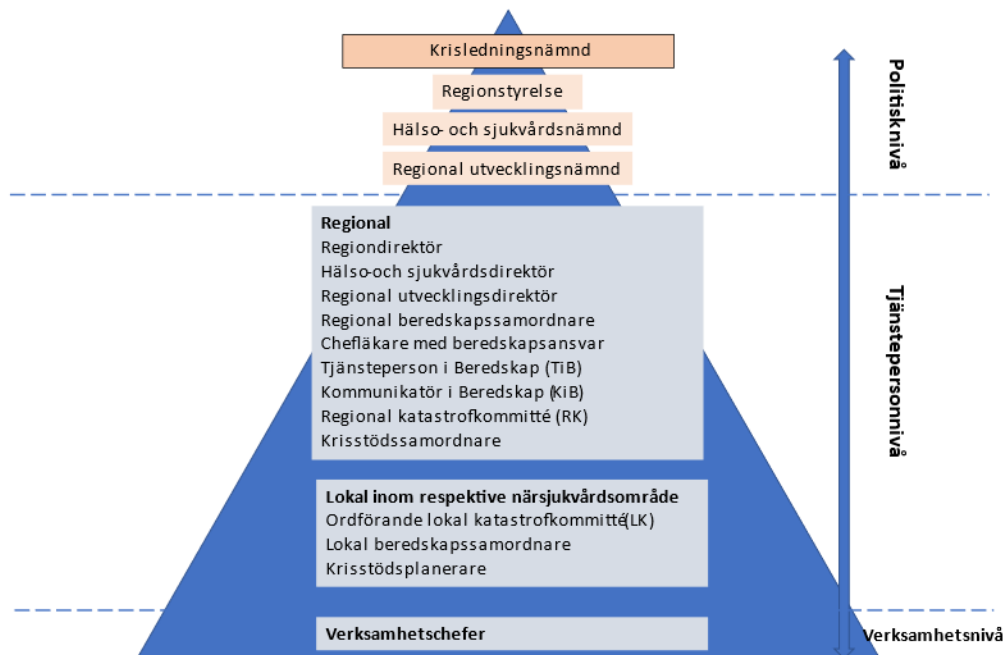 Krisledningsnämnd
Regionstyrelse
Hälso- och sjukvårdsnämnd
Regional utvecklingsnämnd
Politisknivå
Regional
Regiondirektör
Hälso-och sjukvårdsdirektör
Regional utvecklingsdirektör
Regional beredskapssamordnare
Chefläkare med beredskapsansvar
Tjänsteperson i Beredskap (TiB)
Kommunikatör i Beredskap (KiB)
Regional katastrofkommitté (RK)
Krisstödssamordnare
Tjänstepersonnivå
Lokal inom respektive närsjukvårdsområde
Ordförande lokal katastrofkommitté(LK)
Lokal beredskapssamordnare
Krisstödsplanerare
Verksamhetschefer
Verksamhetsnivå